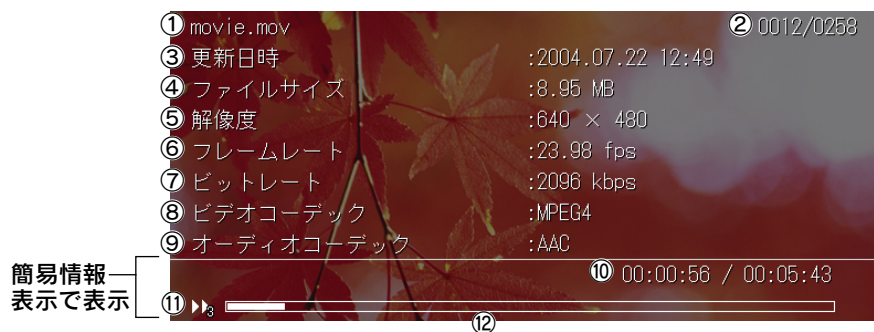 ① movie.mov ② 0012/0258
③ 更新日時 :2004.07.22 12:49
④ ファイルサイズ :8.95 MB
⑤ 解像度 :640 × 480
⑥ フレームレート :23.98 fps
⑦ ビットレート :2096 kbps
⑧ ビデオコーデック :MPEG4
⑨ オーディオコーデック :AAC
簡易情報
表示で表示
⑩ 00:00:56 / 00:05:43
⑪ 3
⑫